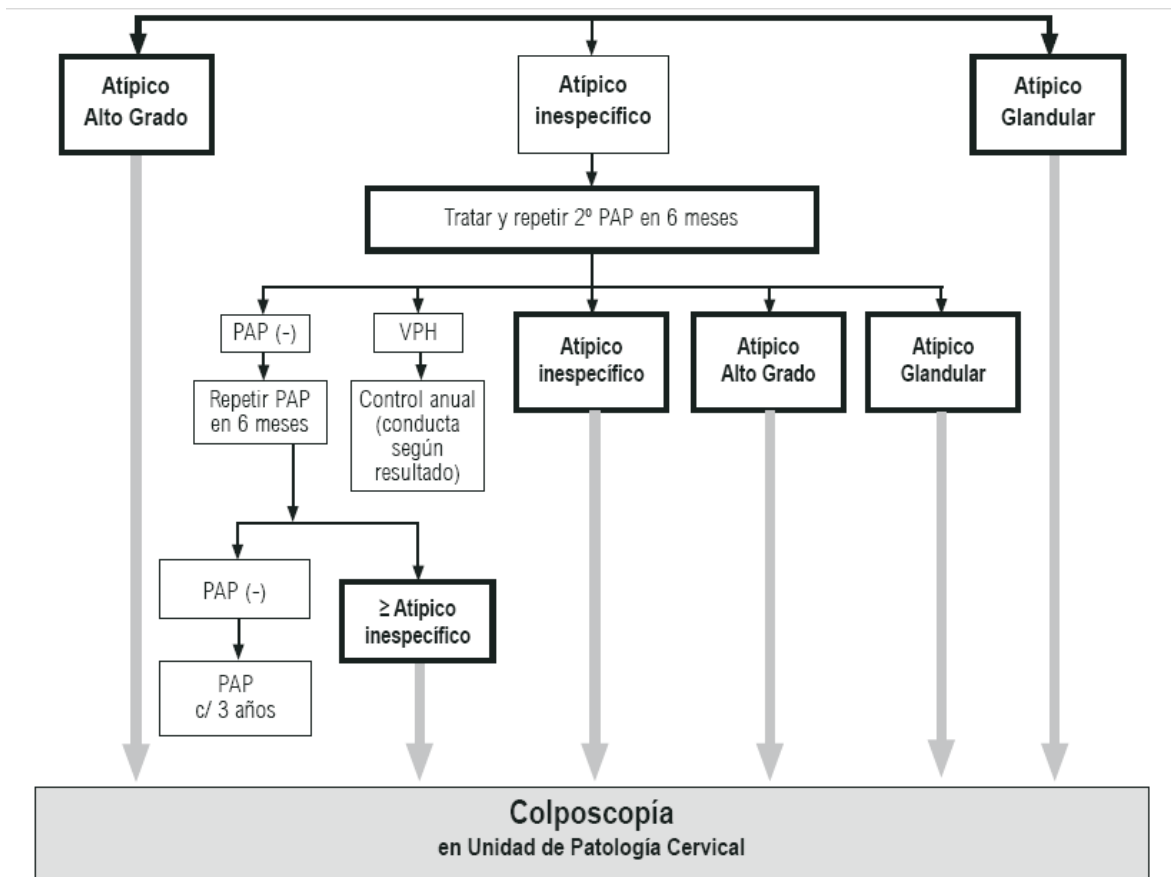 Atípico
Alto Grado
Atípico
inespecífico
Atípico
Glandular
Tratar y repetir 2º PAP en 6 meses
PAP (-)
VPH
Atípico
inespecífico
Atípico
Alto Grado
Atípico
Glandular
Repetir PAP
en 6 meses
Control anual
(conducta
según
resultado)
PAP (-)
≥ Atípico
inespecífico
PAP
c/ 3 años
Colposcopía
en Unidad de Patología Cervical